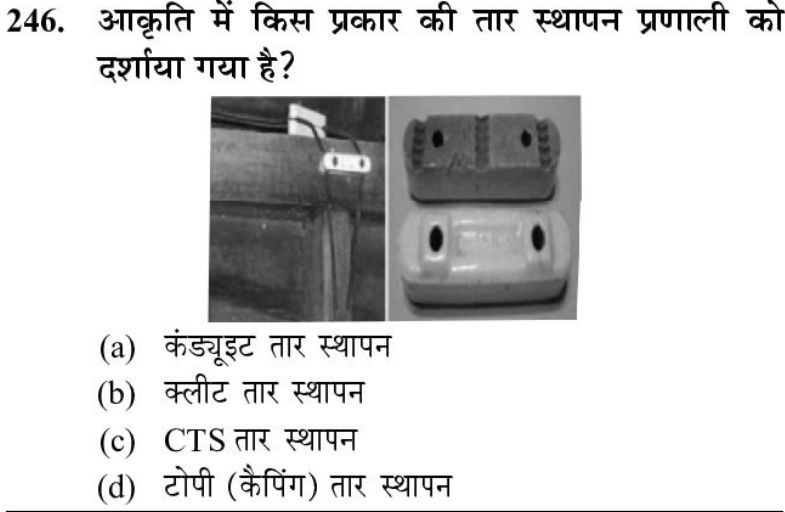 246. आकृति में किस प्रकार की तार स्थापन प्रणाली को
दर्शाया गया है?
(a) कंड्यूइट तार स्थापन
(b) क्लीट तार स्थापन
(c) CTS तार स्थापन
(d) टोपी (कैपिंग) तार स्थापन